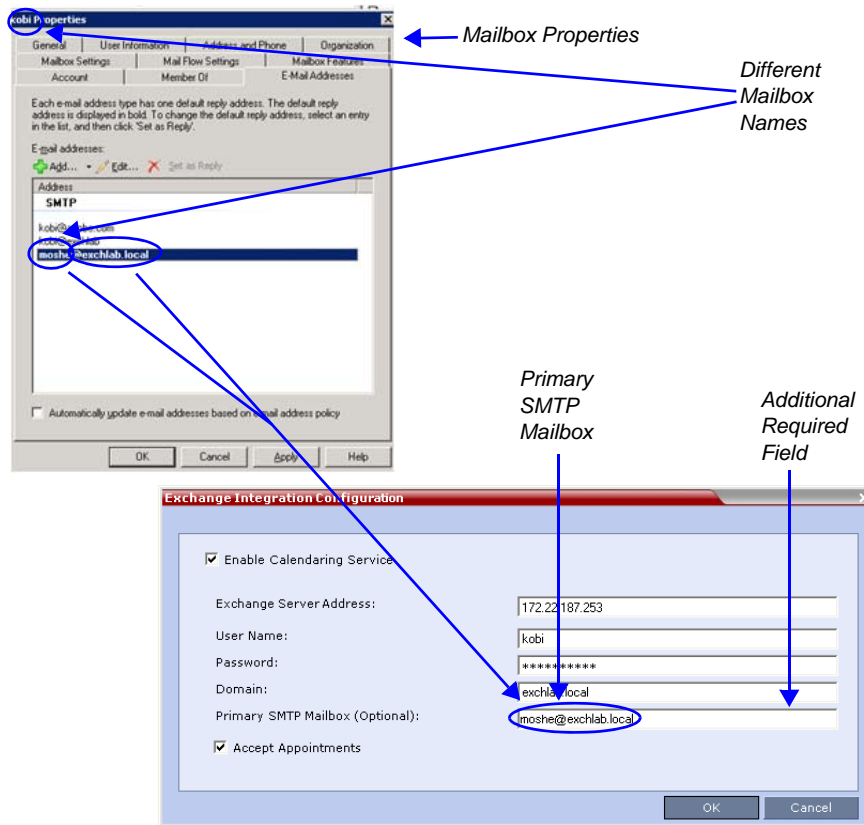 kobi Properties
Mailbox Properties
General User Information Address and Phone Organization
Mailbox Settings Mail Flow Settings Mailbox Features
Account Member Of E-Mail Addresses
Different
Mailbox
Names
Each e-mail address type has one default reply address. The default reply
address is displayed in bold. To change the default reply address, select an entry
in the list, and then click 'Set as Reply'.
E-mail addresses:
Add... Edit... Set as Reply
Address
SMTP
kobi@
kobi@exchlab
moshe@exchlab.local
Automatically update e-mail addresses based on e-mail address policy
OK Cancel Apply Help
Primary
SMTP
Mailbox
Additional
Required
Field
Exchange Integration Configuration
Enable Calendaring Service
Exchange Server Address: 172.22.187.253
User Name: kobi
Password: **********
Domain: exchlab.local
Primary SMTP Mailbox (Optional): moshe@exchlab.local
Accept Appointments
OK Cancel